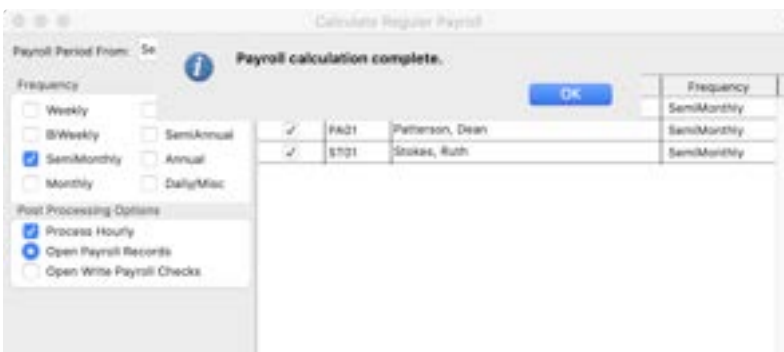 Calculate Regular Payroll
Payroll Period From: Se
Payroll calculation complete.
OK
Frequency
Weekly
BiWeekly SemiAnnual
SemiMonthly Annual
Monthly Daily/Misc
Post Processing Options
Process Hourly
Open Payroll Records
Open Write Payroll Checks
Frequency
SemiMonthly
PA01 Patterson, Dean SemiMonthly
ST01 Stokes, Ruth SemiMonthly